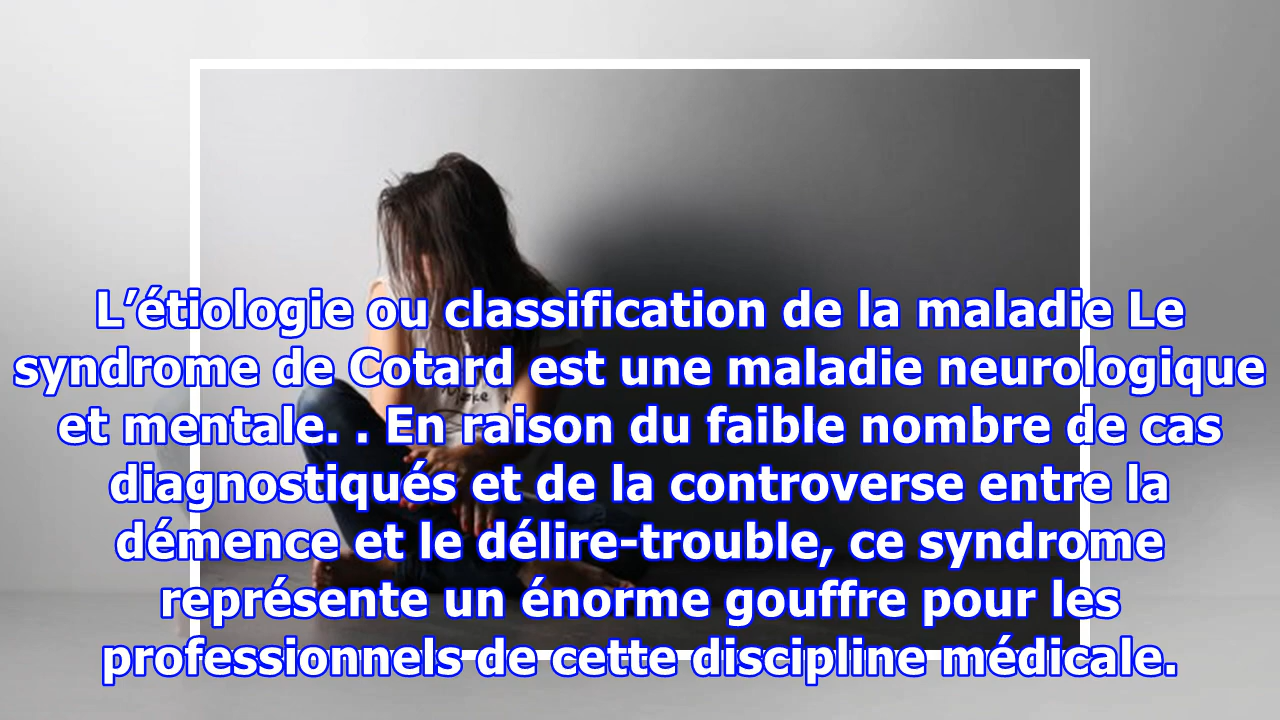 L’étiologie ou classification de la maladie Le
syndrome de Cotard est une maladie neurologique
et mentale. . En raison du faible nombre de cas
diagnostiqués et de la controverse entre la
démence et le délire-trouble, ce syndrome
représente un énorme gouffre pour les
professionnels de cette discipline médicale.